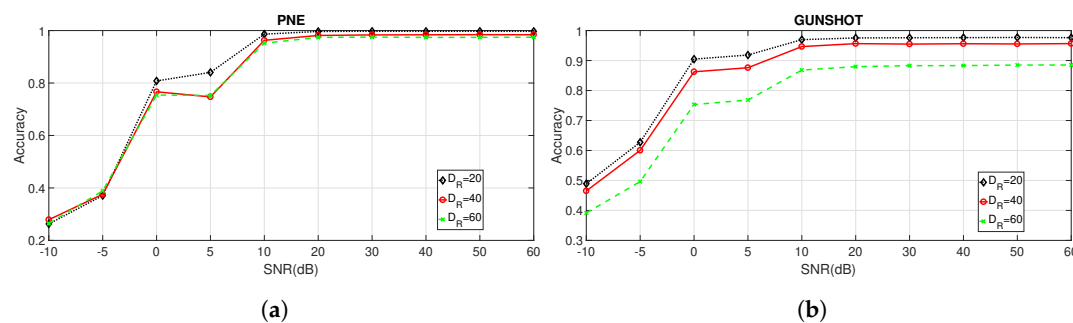 PNE
Accuracy
1
0.8
0.6
0.4
0.2
-10 -5 0 5 10 20 30 40 50 60
SNR(dB)
D_R=20
D_R=40
D_R=60
(a)
GUNSHOT
Accuracy
1
0.9
0.8
0.7
0.6
0.5
0.4
0.3
-10 -5 0 5 10 20 30 40 50 60
SNR(dB)
D_R=20
D_R=40
D_R=60
(b)